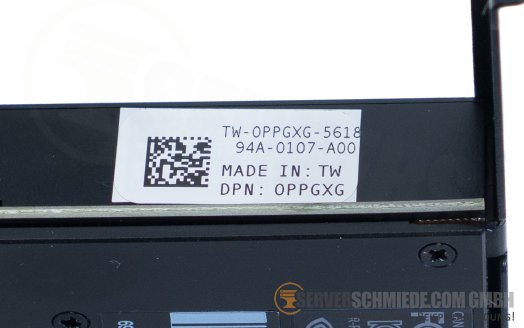 TW-0PPGXG-5618
94A-0107-A00
MADE IN: TW
DPN: 0PPGXG
SERVERSCHMIEDE.COM GMBH